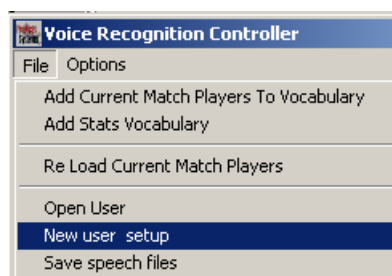 Voice Recognition Controller
File Options
Add Current Match Players To Vocabulary
Add Stats Vocabulary
Re Load Current Match Players
Open User
New user setup
Save speech files